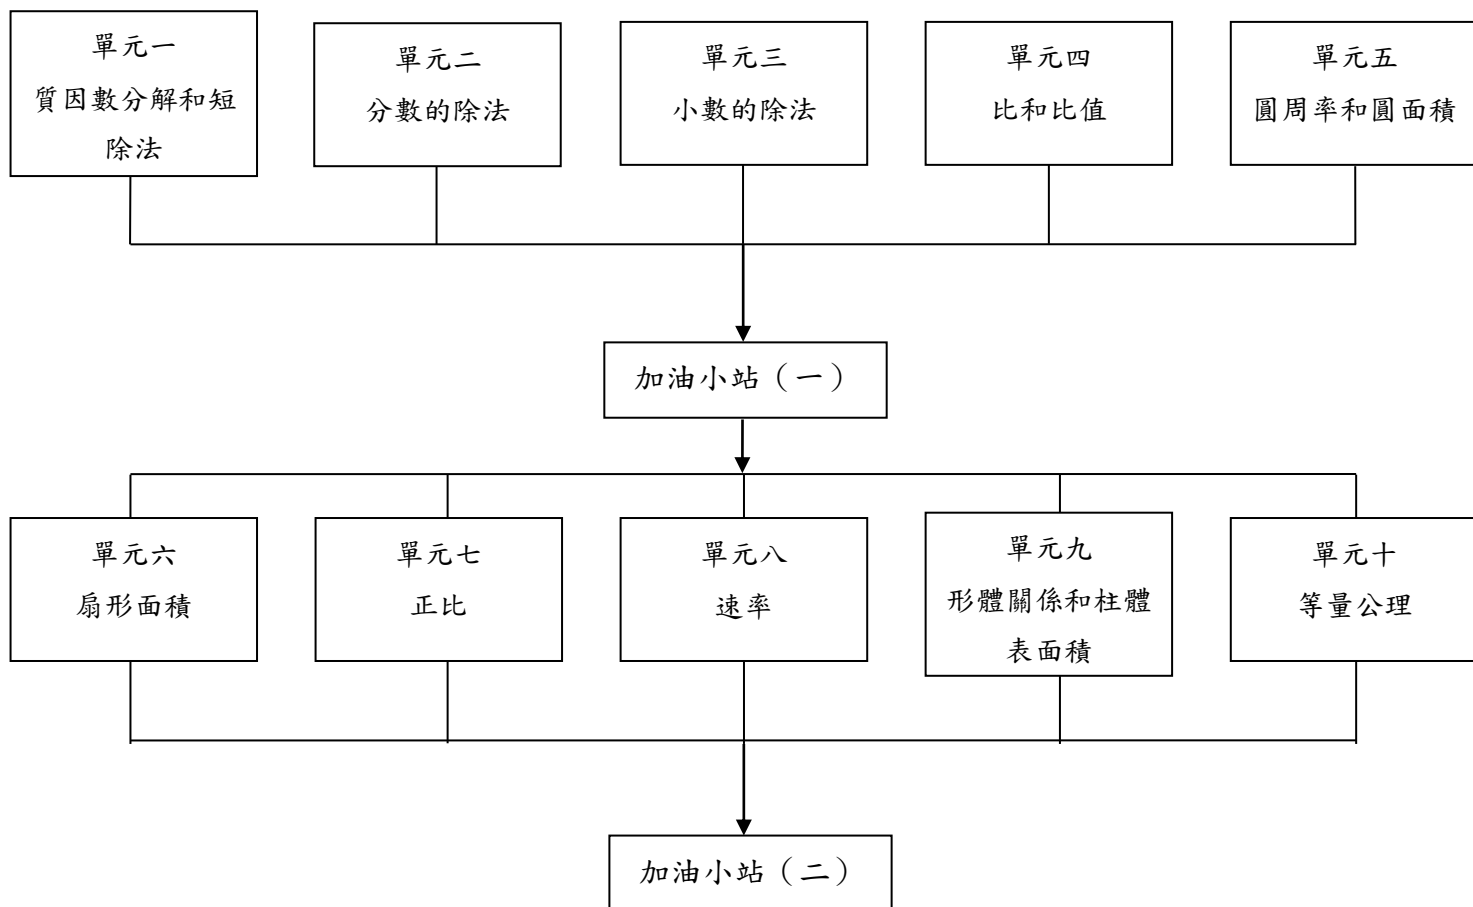 單元一
質因數分解和短
除法
單元二
分數的除法
單元三
小數的除法
單元四
比和比值
單元五
圓周率和圓面積
加油小站（一）
單元六
扇形面積
單元七
正比
單元八
速率
單元九
形體關係和柱體
表面積
單元十
等量公理
加油小站（二）